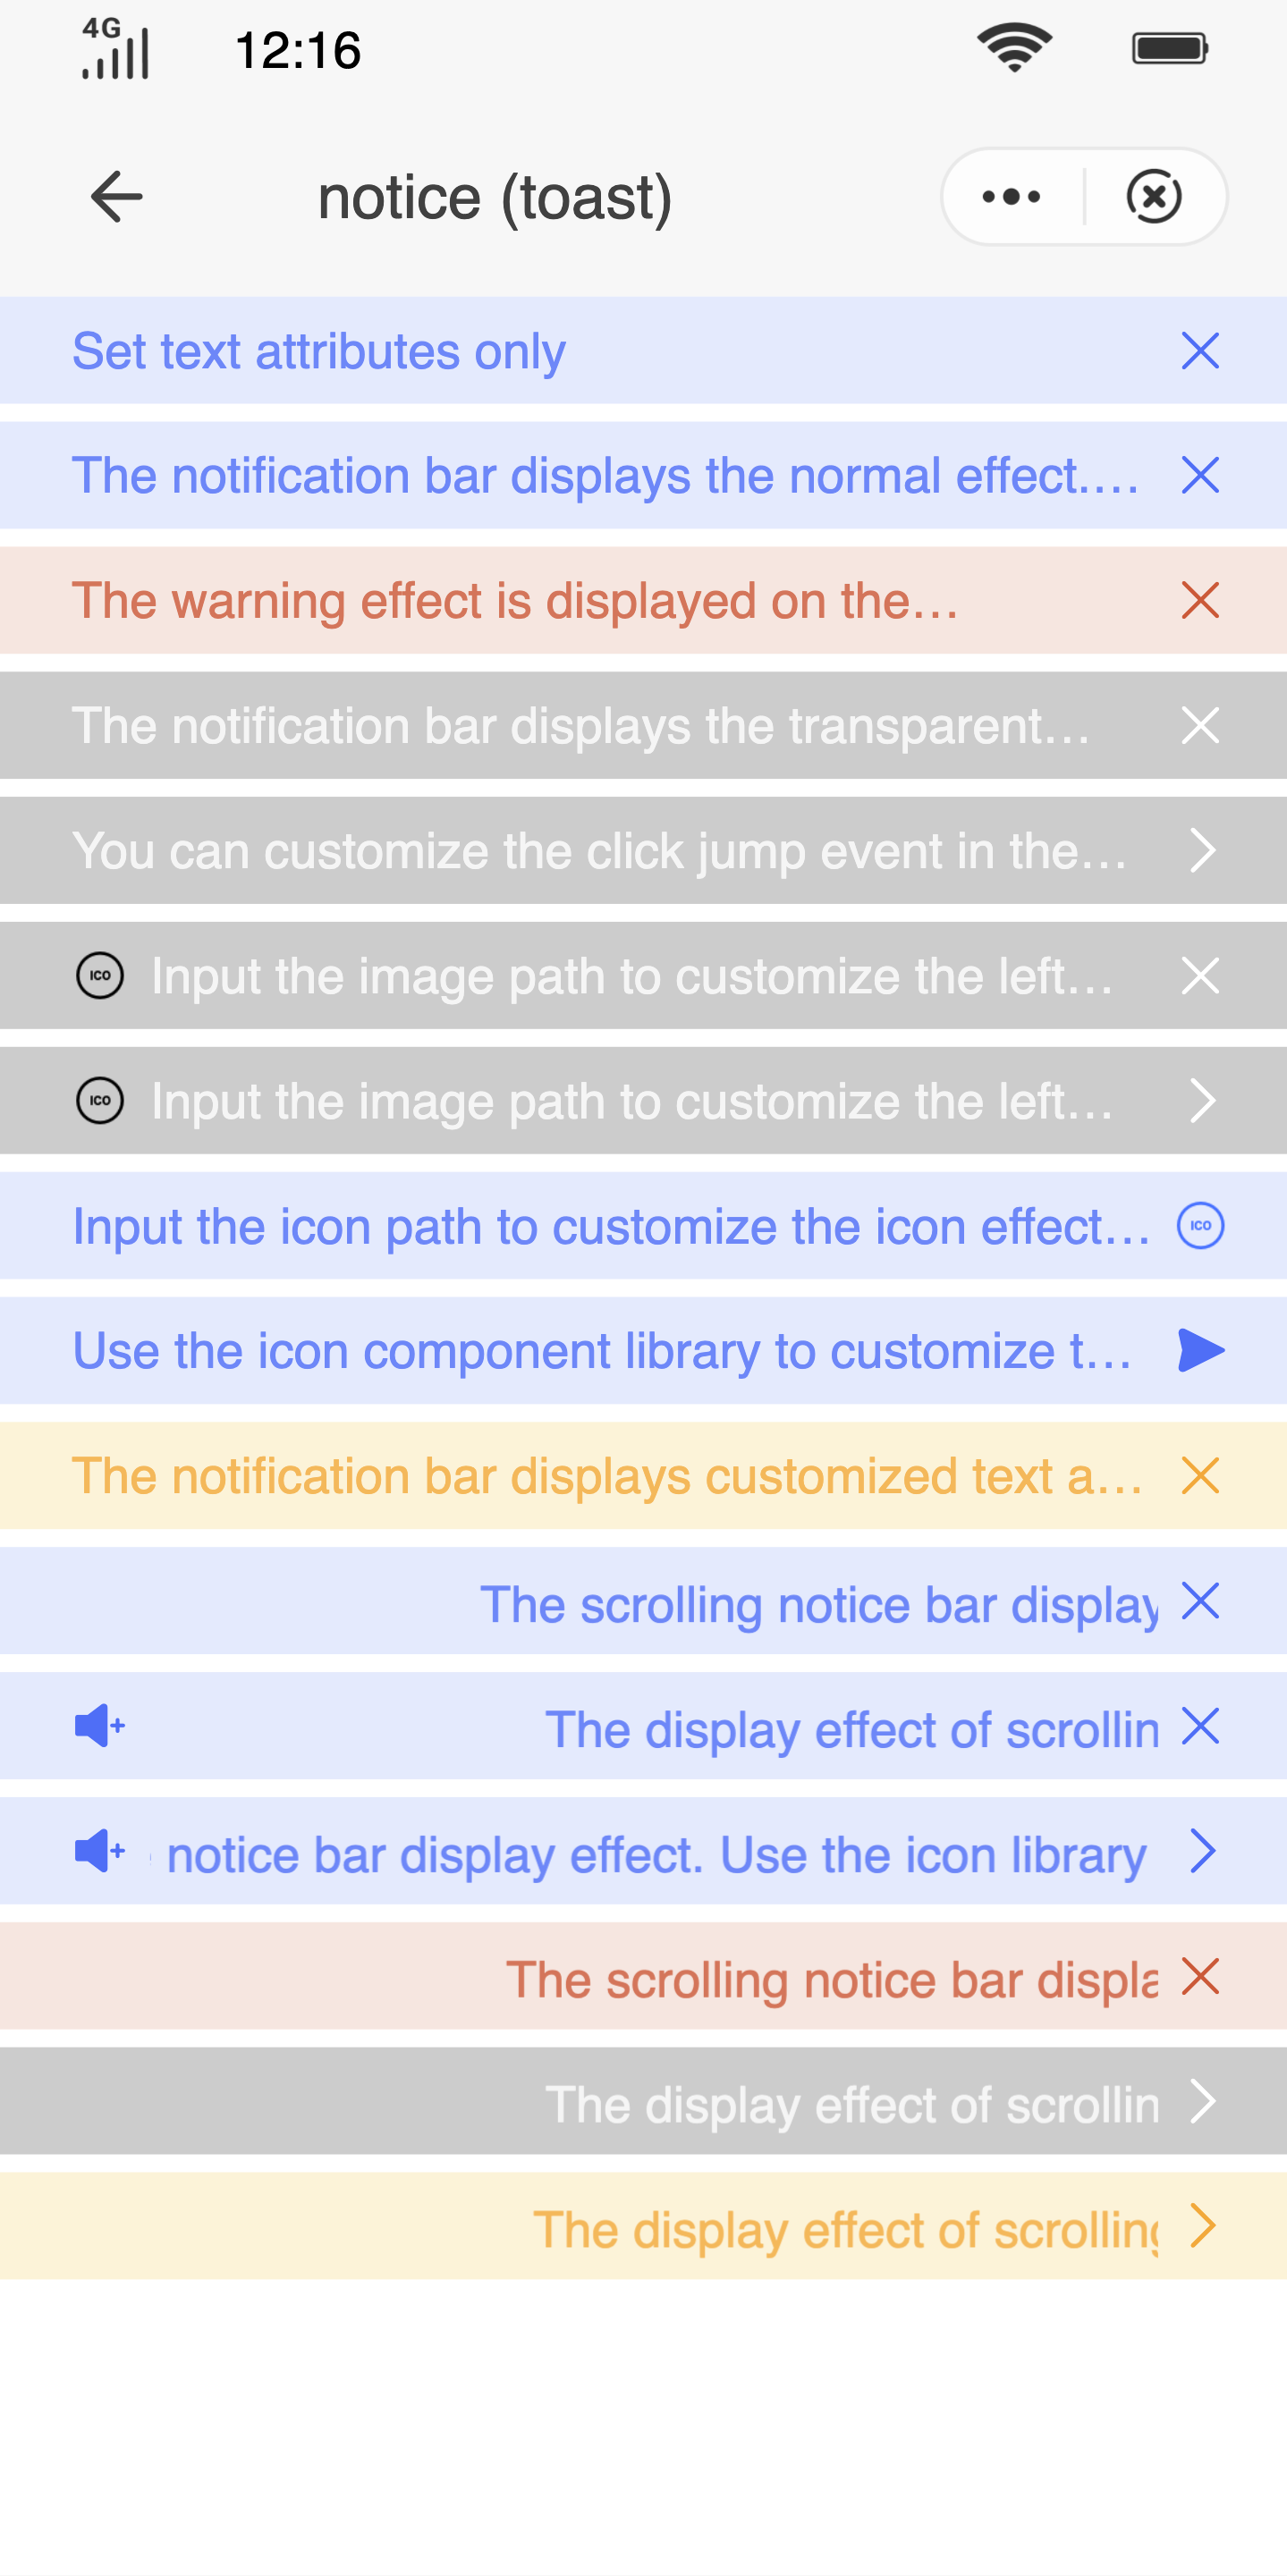 4G
12:16
notice (toast)
Set text attributes only
The notification bar displays the normal effect....
The warning effect is displayed on the...
The notification bar displays the transparent...
You can customize the click jump event in the...
ICO Input the image path to customize the left...
ICO Input the image path to customize the left...
Input the icon path to customize the icon effect... ICO
Use the icon component library to customize t...
The notification bar displays customized text a...
The scrolling notice bar display
The display effect of scrollin
notice bar display effect. Use the icon library
The scrolling notice bar displa
The display effect of scrollin
The display effect of scrolling